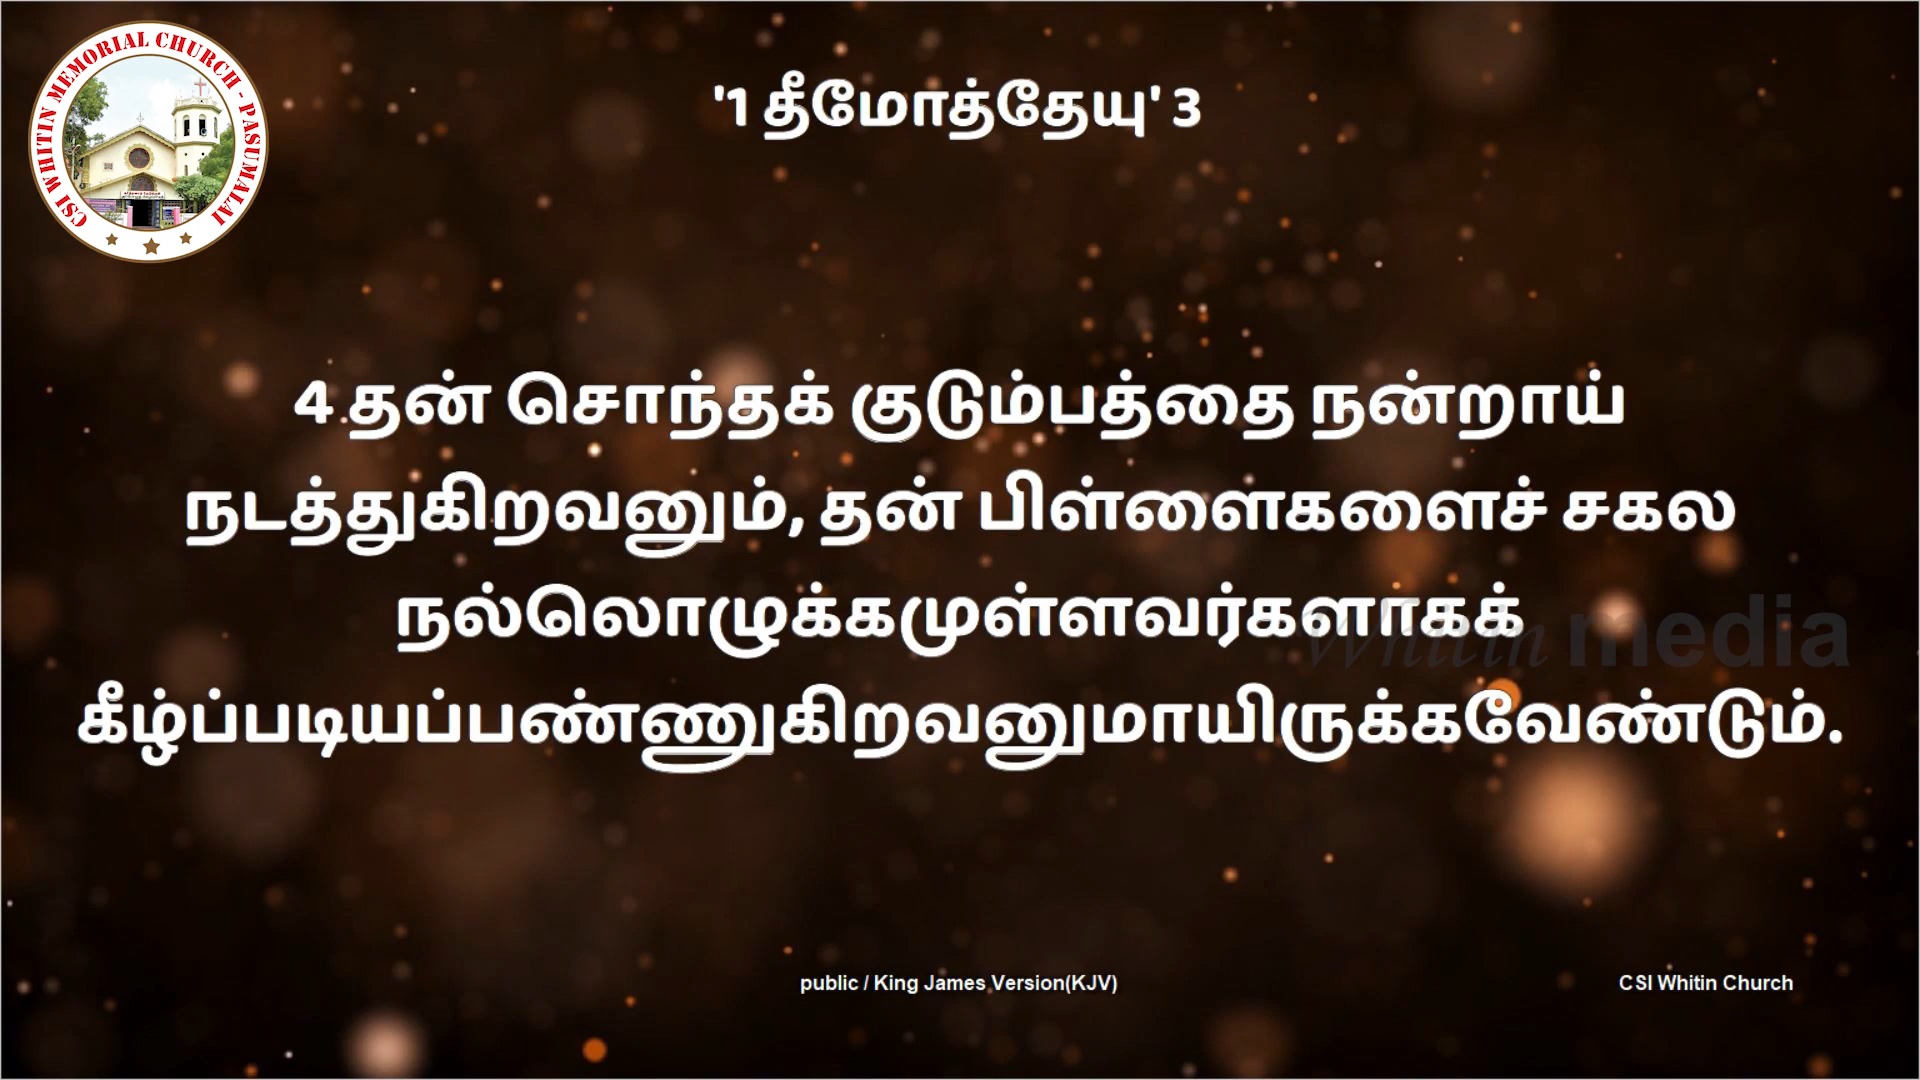 CSI WHITIN MEMORIAL CHURCH - PASUMALAI
'1 தீமோத்தேயு' 3
4 தன் சொந்தக் குடும்பத்தை நன்றாய்
நடத்துகிறவனும், தன் பிள்ளைகளைச் சகல
நல்லொழுக்கமுள்ளவர்களாகக்
Whitin media
கீழ்ப்படியப்பண்ணுகிறவனுமாயிருக்கவேண்டும்.
public / King James Version(KJV)
CSI Whitin Church